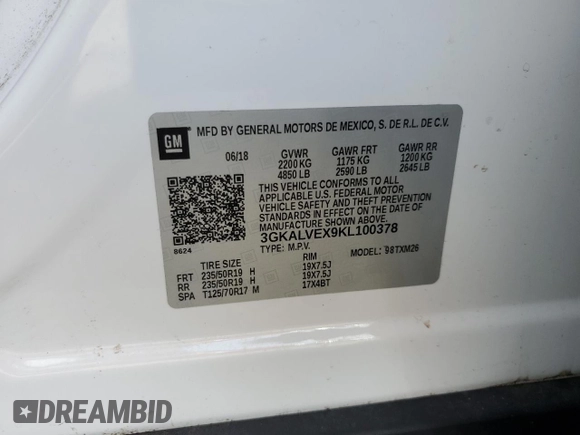 GM
MFD BY GENERAL MOTORS DE MEXICO, S. DE R.L. DE C.V.
06/18 GVWR GAWR FRT GAWR RR
2200 KG 1175 KG 1200 KG
4850 LB 2590 LB 2645 LB
THIS VEHICLE CONFORMS TO ALL
APPLICABLE U.S. FEDERAL MOTOR
VEHICLE SAFETY AND THEFT PREVENTION
STANDARDS IN EFFECT ON THE DATE OF
MANUFACTURE SHOWN ABOVE.
3GKALVEX9KL100378
8624 TYPE: M.P.V. MODEL: 98TXM26
TIRE SIZE RIM
FRT 235/50R19 H 19X7.5J
RR 235/50R19 H 19X7.5J
SPA T125/70R17 M 17X4BT
DREAMBID